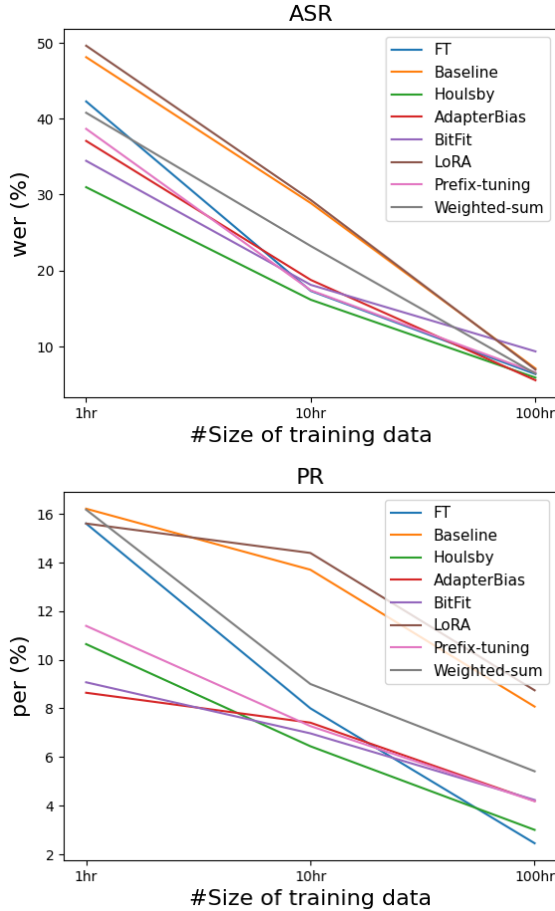 ASR
wer (%)
50
40
30
20
10
FT
Baseline
Houlsby
AdapterBias
BitFit
LoRA
Prefix-tuning
Weighted-sum
1hr
10hr
100hr
#Size of training data
PR
per (%)
16
14
12
10
8
6
4
2
FT
Baseline
Houlsby
AdapterBias
BitFit
LoRA
Prefix-tuning
Weighted-sum
1hr
10hr
100hr
#Size of training data